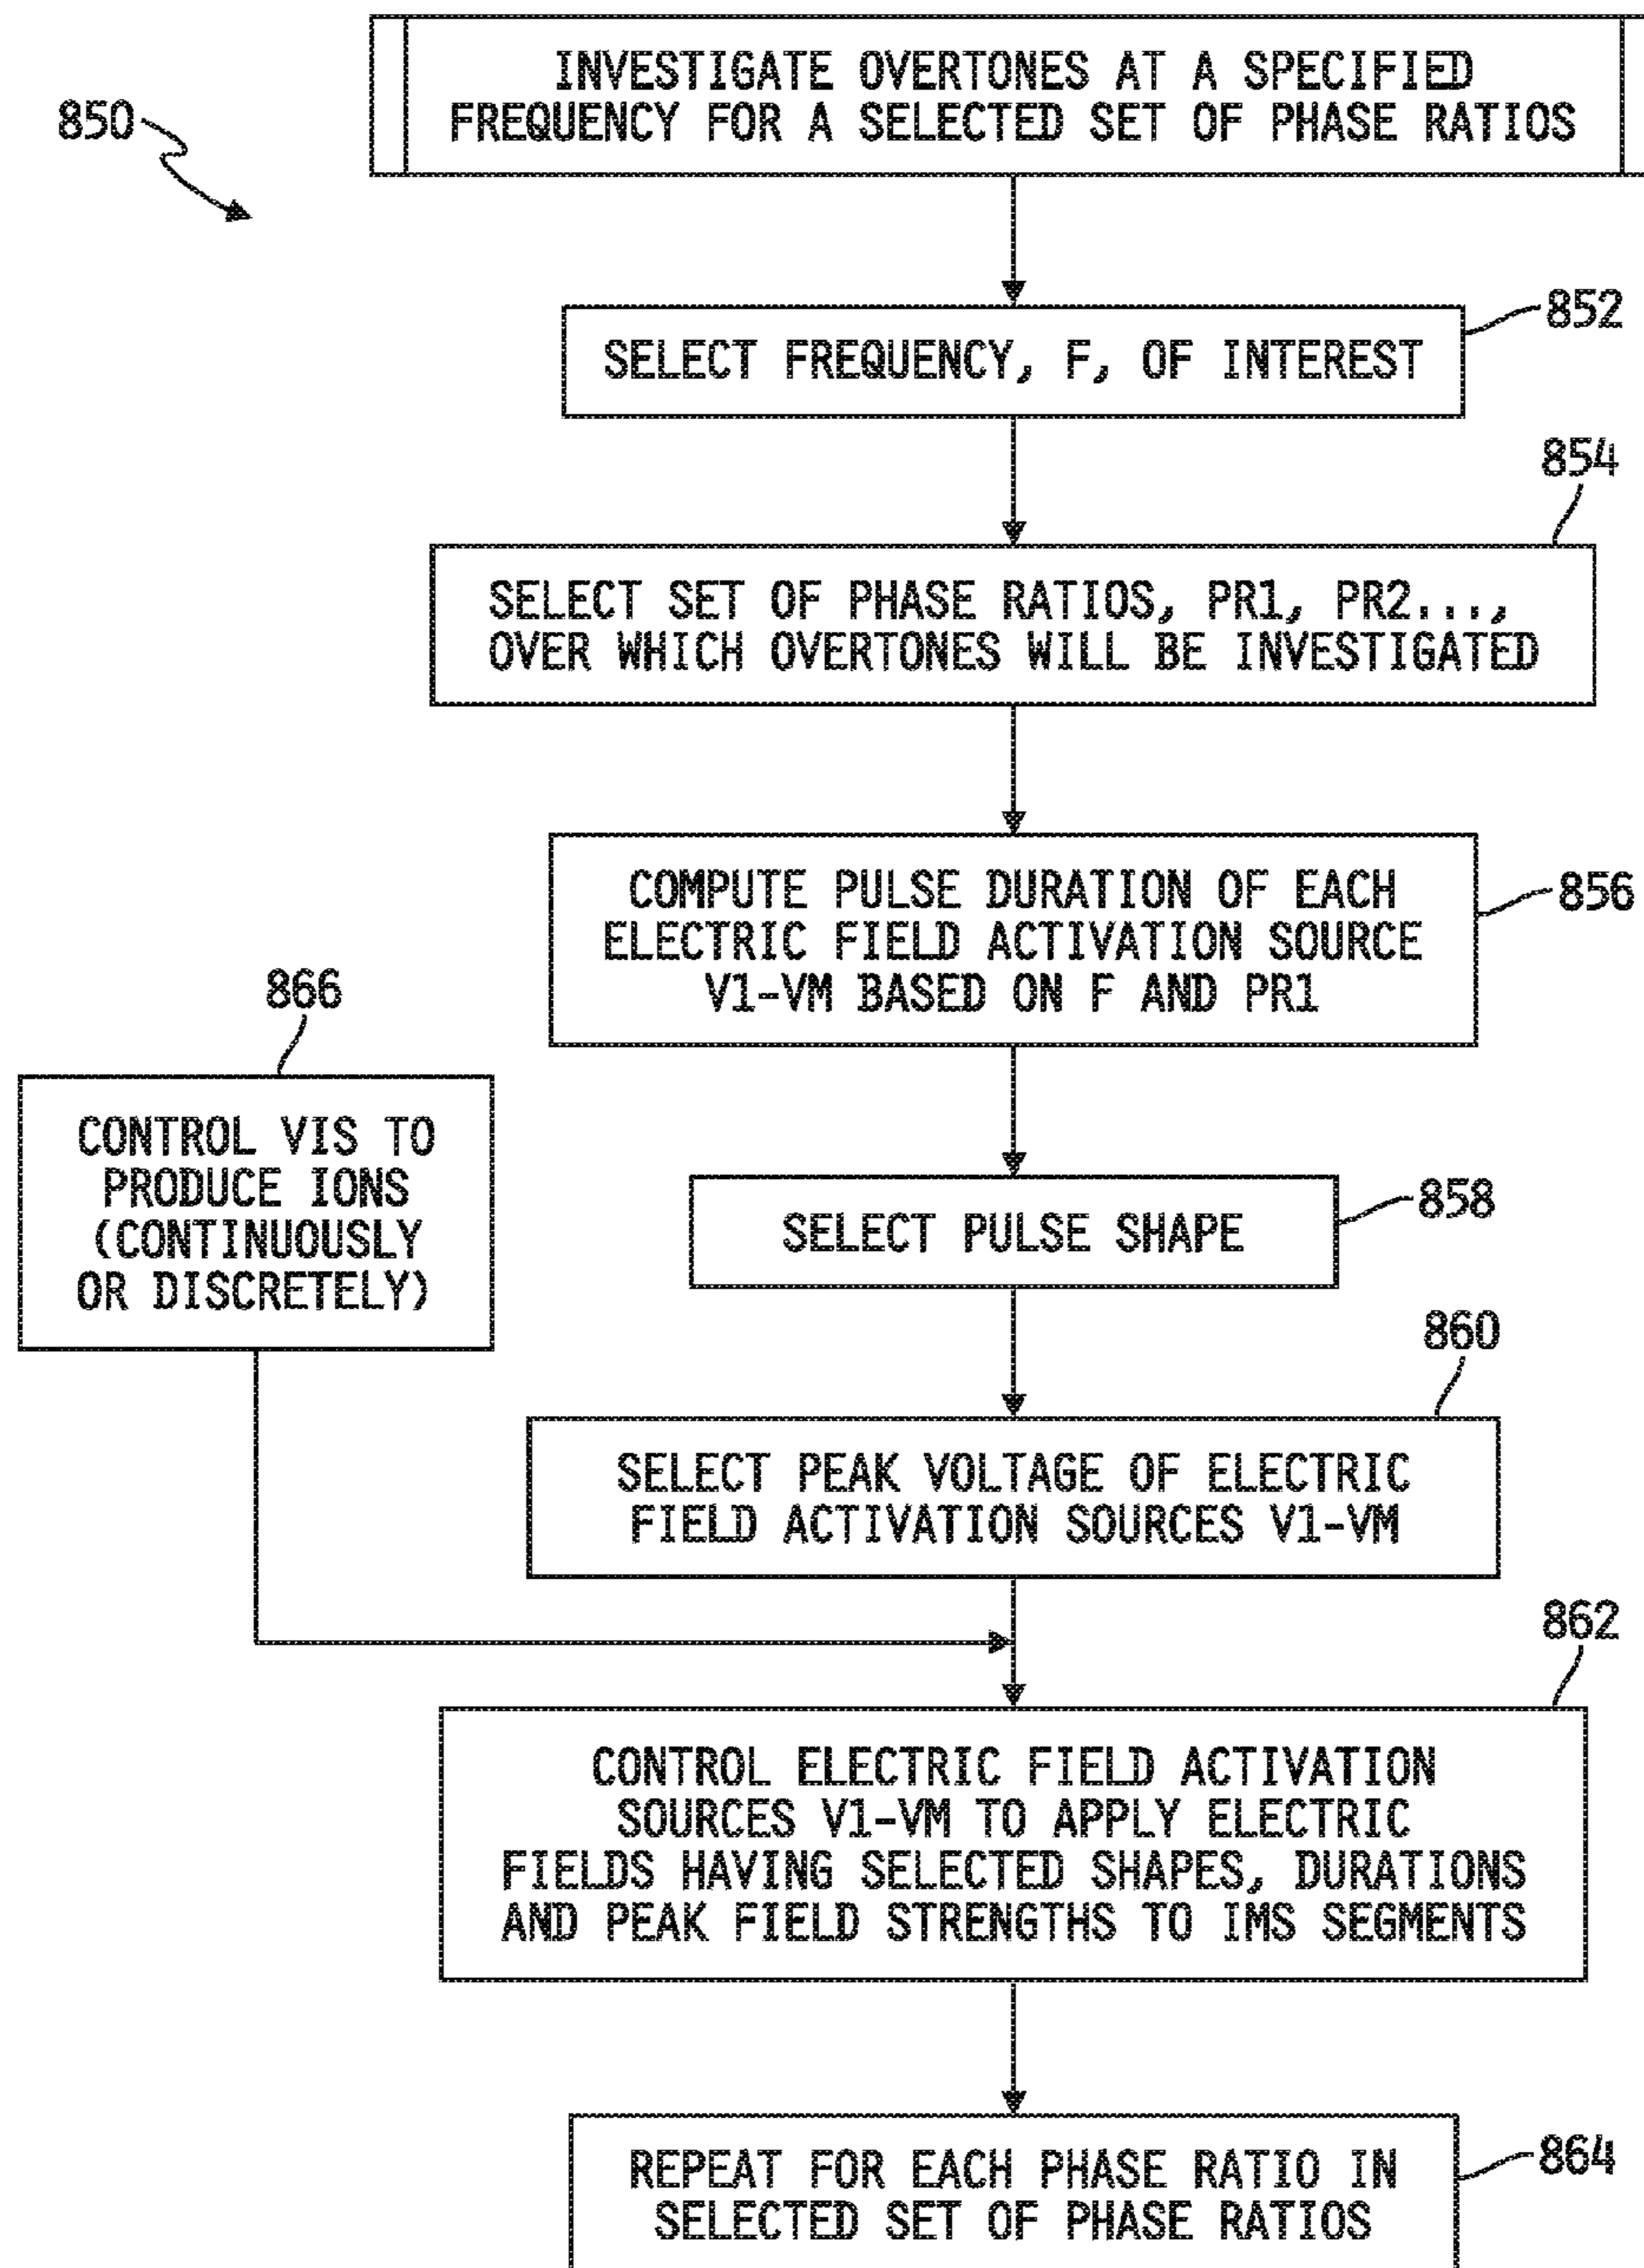 INVESTIGATE OVERTONES AT A SPECIFIED
FREQUENCY FOR A SELECTED SET OF PHASE RATIOS
850
852
SELECT FREQUENCY, F, OF INTEREST
854
SELECT SET OF PHASE RATIOS, PR1, PR2...,
OVER WHICH OVERTONES WILL BE INVESTIGATED
COMPUTE PULSE DURATION OF EACH
ELECTRIC FIELD ACTIVATION SOURCE
V1-VM BASED ON F AND PR1
856
866
CONTROL VIS TO
PRODUCE IONS
(CONTINUOUSLY
OR DISCRETELY)
SELECT PULSE SHAPE
858
860
SELECT PEAK VOLTAGE OF ELECTRIC
FIELD ACTIVATION SOURCES V1-VM
862
CONTROL ELECTRIC FIELD ACTIVATION
SOURCES V1-VM TO APPLY ELECTRIC
FIELDS HAVING SELECTED SHAPES, DURATIONS
AND PEAK FIELD STRENGTHS TO IMS SEGMENTS
REPEAT FOR EACH PHASE RATIO IN
SELECTED SET OF PHASE RATIOS
864